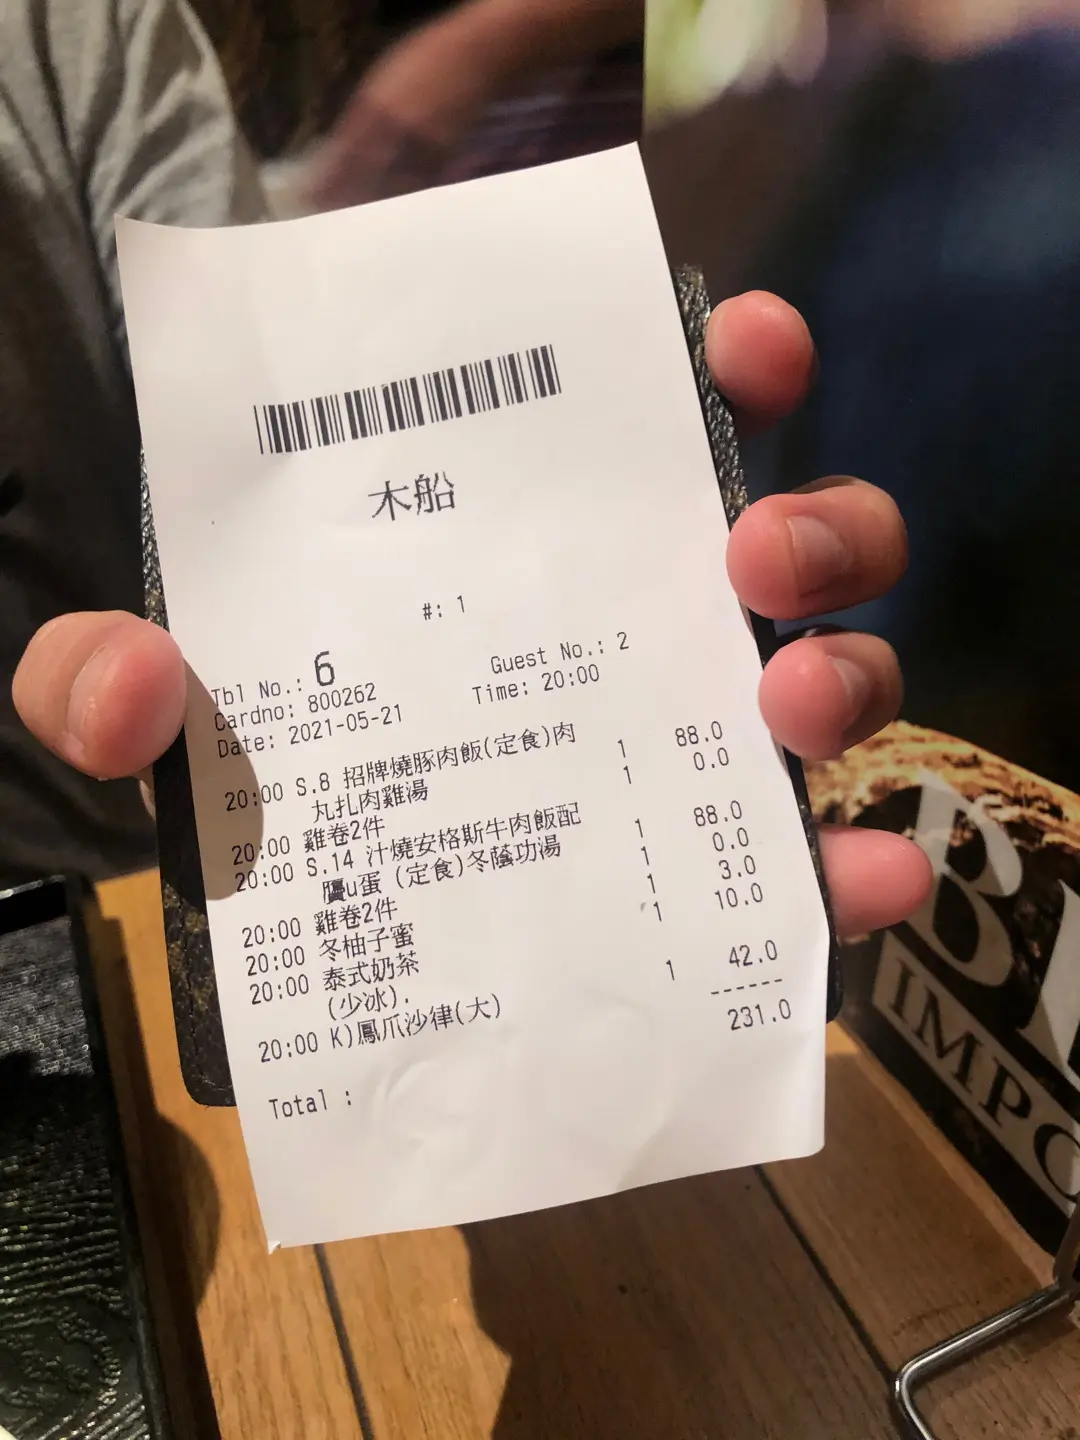 木船
#: 1
Tbl No.: 6 Guest No.: 2
Cardno: 800262 Time: 20:00
Date: 2021-05-21
20:00 S.8 招牌燒豚肉飯(定食)肉 1 88.0
丸扎肉雞湯
20:00 雞卷2件 1 0.0
20:00 S.14 汁燒安格斯牛肉飯配 1 88.0
u蛋 (定食)冬蔭功湯
20:00 雞卷2件 1 0.0
20:00 冬柚子蜜 1 3.0
20:00 泰式奶茶 1 10.0
(少冰).
20:00 K)鳳爪沙律(大) 1 42.0
------
Total : 231.0
B
IMPO